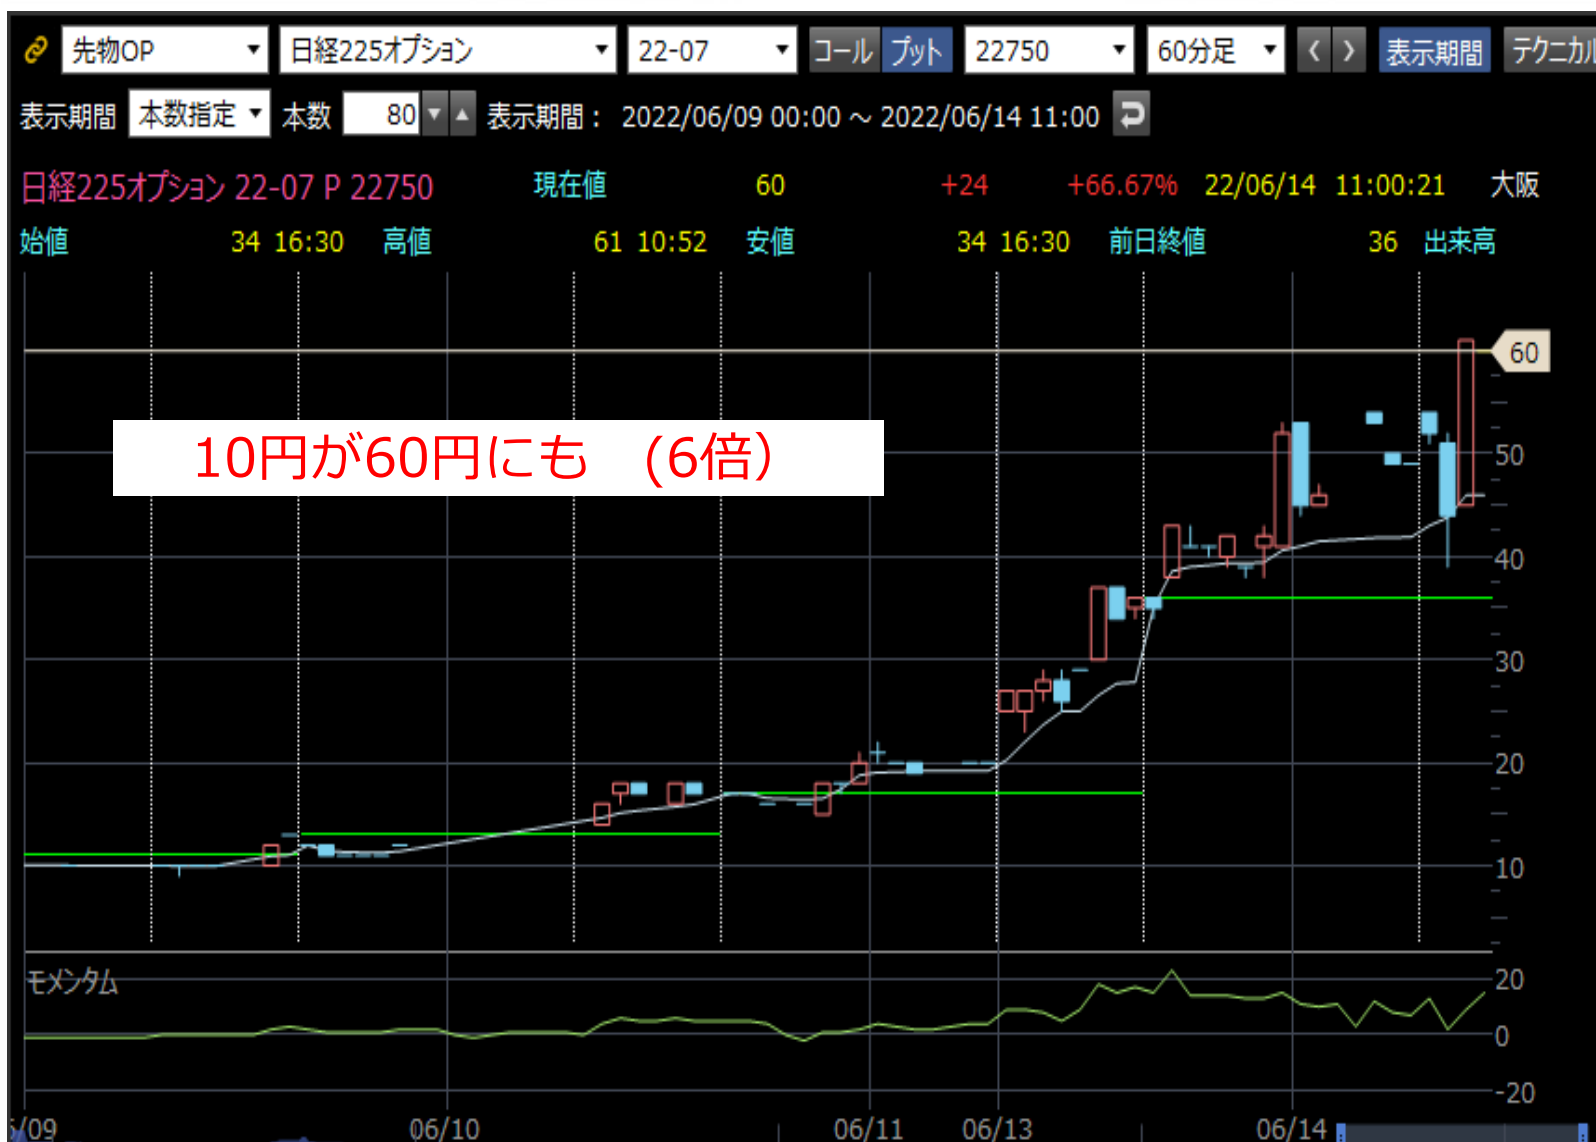 先物OP 日経225オプション 22-07 コール プット 22750 60分足 表示期間
表示期間 本数指定 本数 80 表示期間： 2022/06/09 00:00 ～ 2022/06/14 11:00
日経225オプション 22-07 P 22750 現在値 60 +24 +66.67% 22/06/14 11:00:21 大阪
始値 34 16:30 高値 61 10:52 安値 34 16:30 前日終値 36 出来高
60
10円が60円にも (6倍）
50
40
30
20
10
モメンタム
20
0
-20
/09 06/10 06/11 06/13 06/14